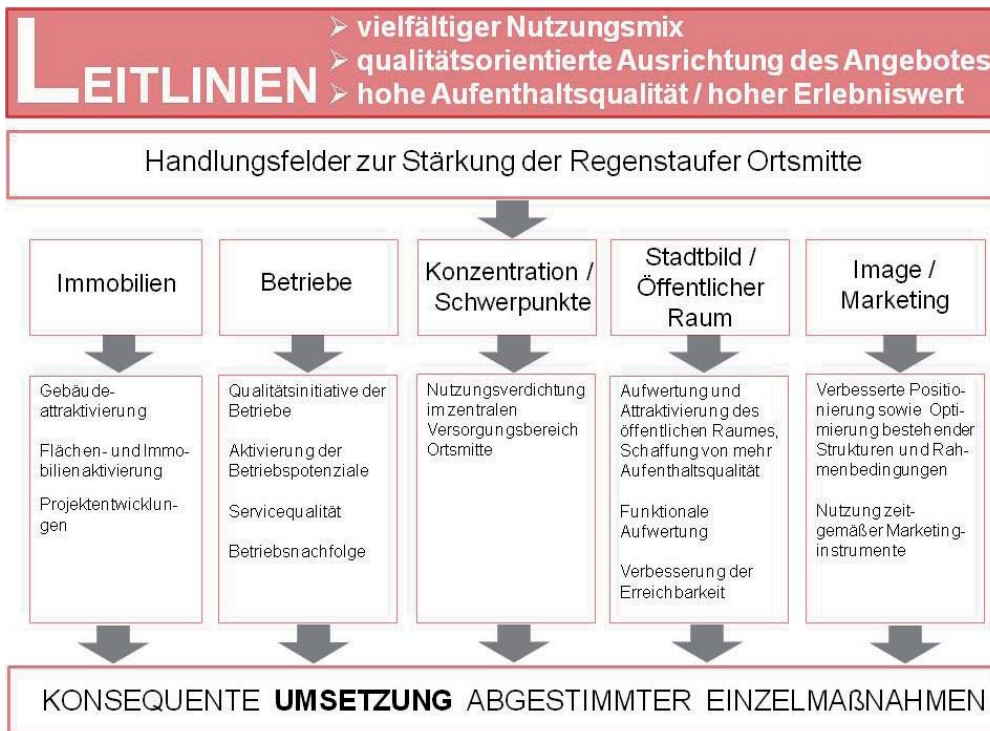 LEITLINIEN
➢ vielfältiger Nutzungsmix
➢ qualitätsorientierte Ausrichtung des Angebotes
➢ hohe Aufenthaltsqualität / hoher Erlebniswert
Handlungsfelder zur Stärkung der Regenstaufer Ortsmitte
Immobilien
Gebäude-
attraktivierung
Flächen- und Immo-
bilienaktivierung
Projektentwicklun-
gen
Betriebe
Qualitätsinitiative der
Betriebe
Aktivierung der
Betriebspotenziale
Servicequalität
Betriebsnachfolge
Konzentration /
Schwerpunkte
Nutzungsverdichtung
im zentralen
Versorgungsbereich
Ortsmitte
Stadtbild /
Öffentlicher
Raum
Aufwertung und
Attraktivierung des
öffentlichen Raumes,
Schaffung von mehr
Aufenthaltsqualität
Funktionale
Aufwertung
Verbesserung der
Erreichbarkeit
Image /
Marketing
Verbesserte Positio-
nierung sowie Opti-
mierung bestehender
Strukturen und Rah-
menbedingungen
Nutzung zeit-
gemäßer Marketing-
instrumente
KONSEQUENTE UMSETZUNG ABGESTIMMTER EINZELMAßNAHMEN